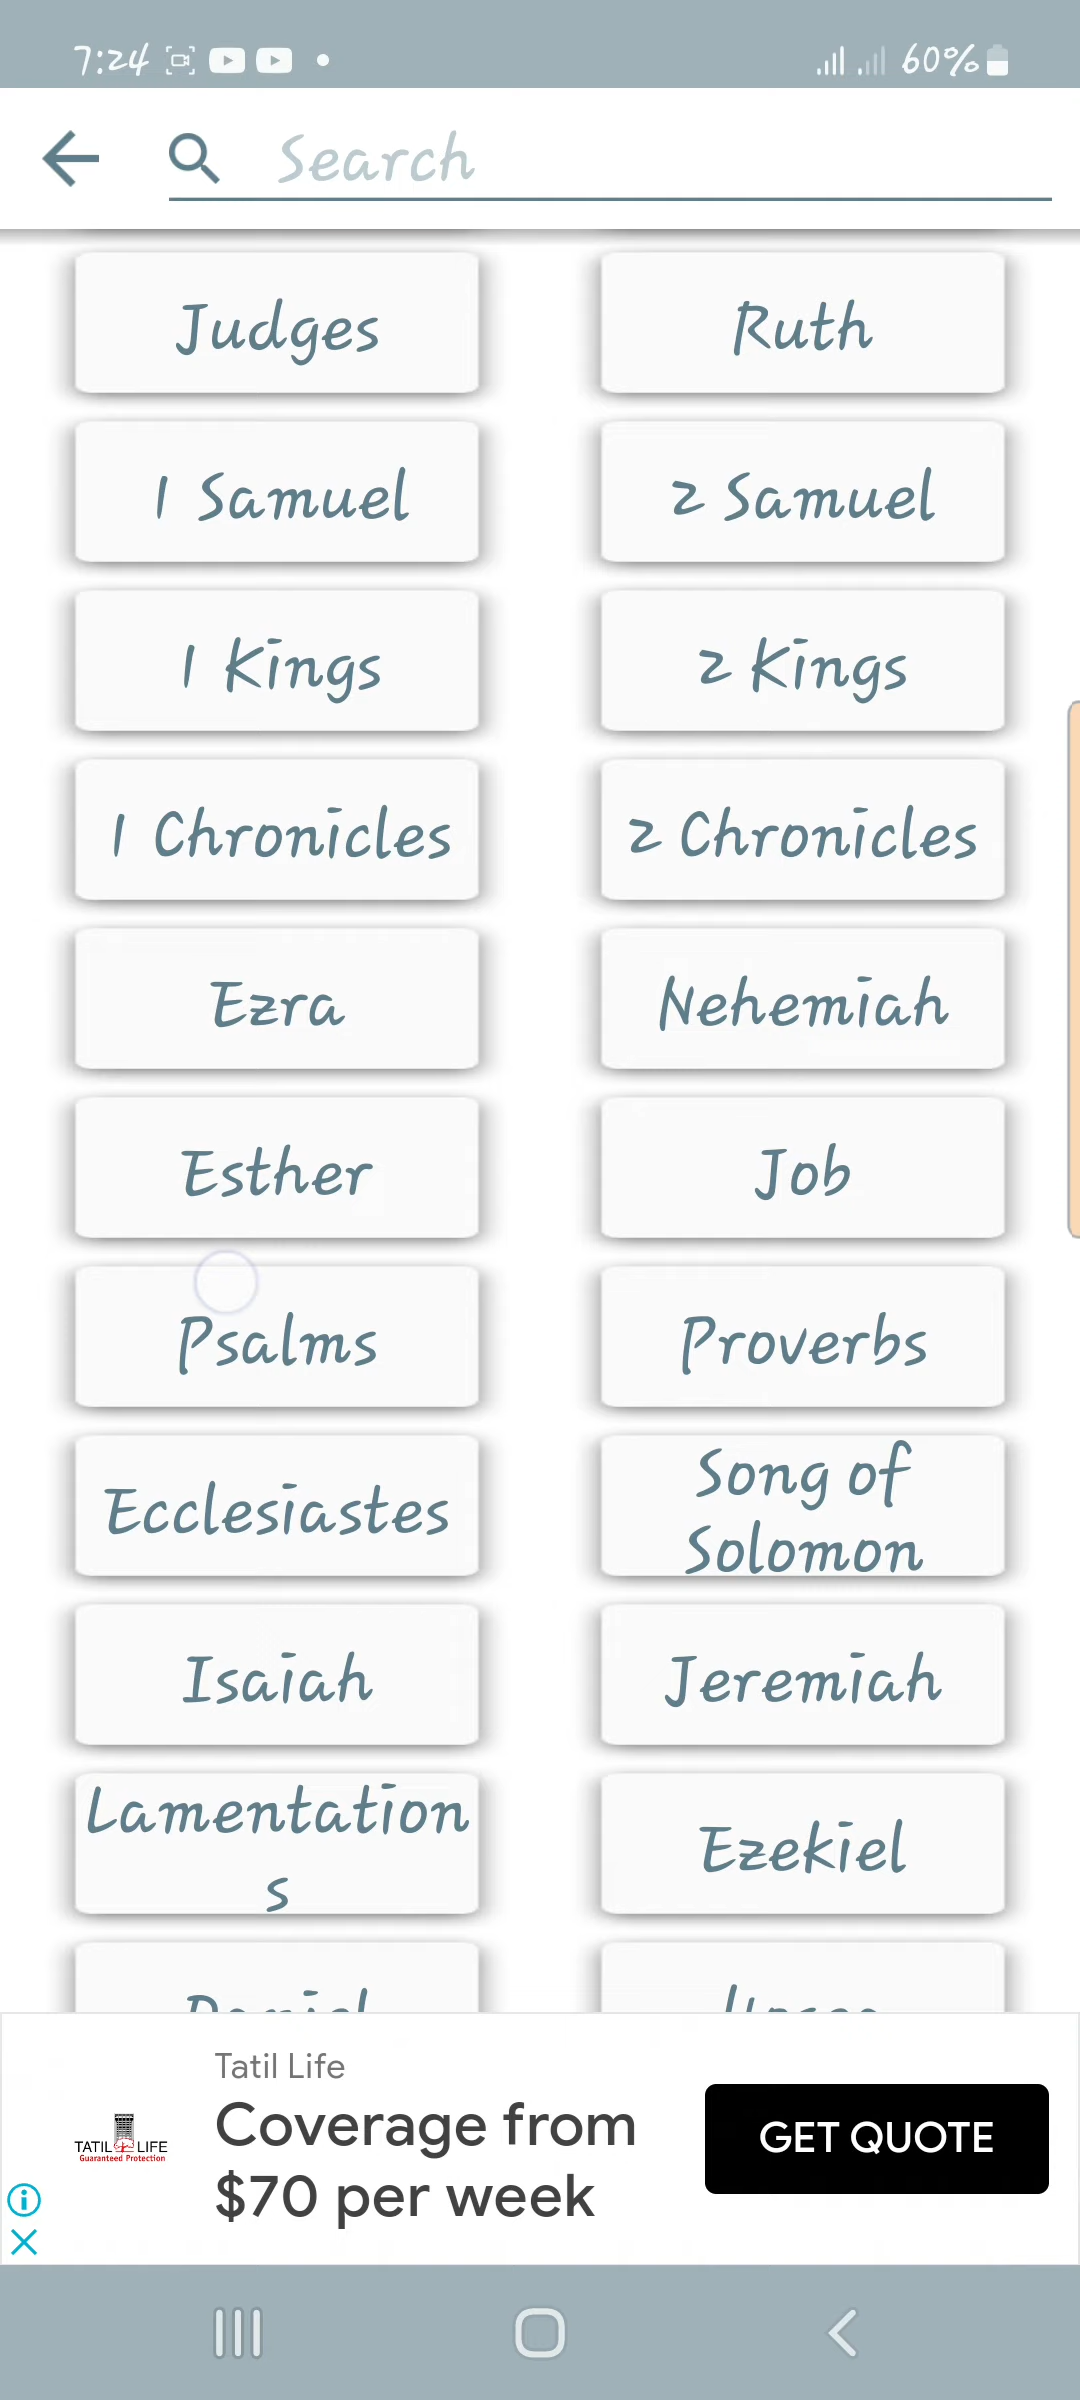 7:24
60%
Search
Judges
Ruth
1 Samuel
2 Samuel
1 Kings
2 Kings
1 Chronicles
2 Chronicles
Ezra
Nehemiah
Esther
Job
Psalms
Proverbs
Ecclesiastes
Song of
Solomon
Isaiah
Jeremiah
Lamentation
s
Ezekiel
Daniel
Hosea
Tatil Life
Coverage from
$70 per week
GET QUOTE
TATIL LIFE
Guaranteed Protection